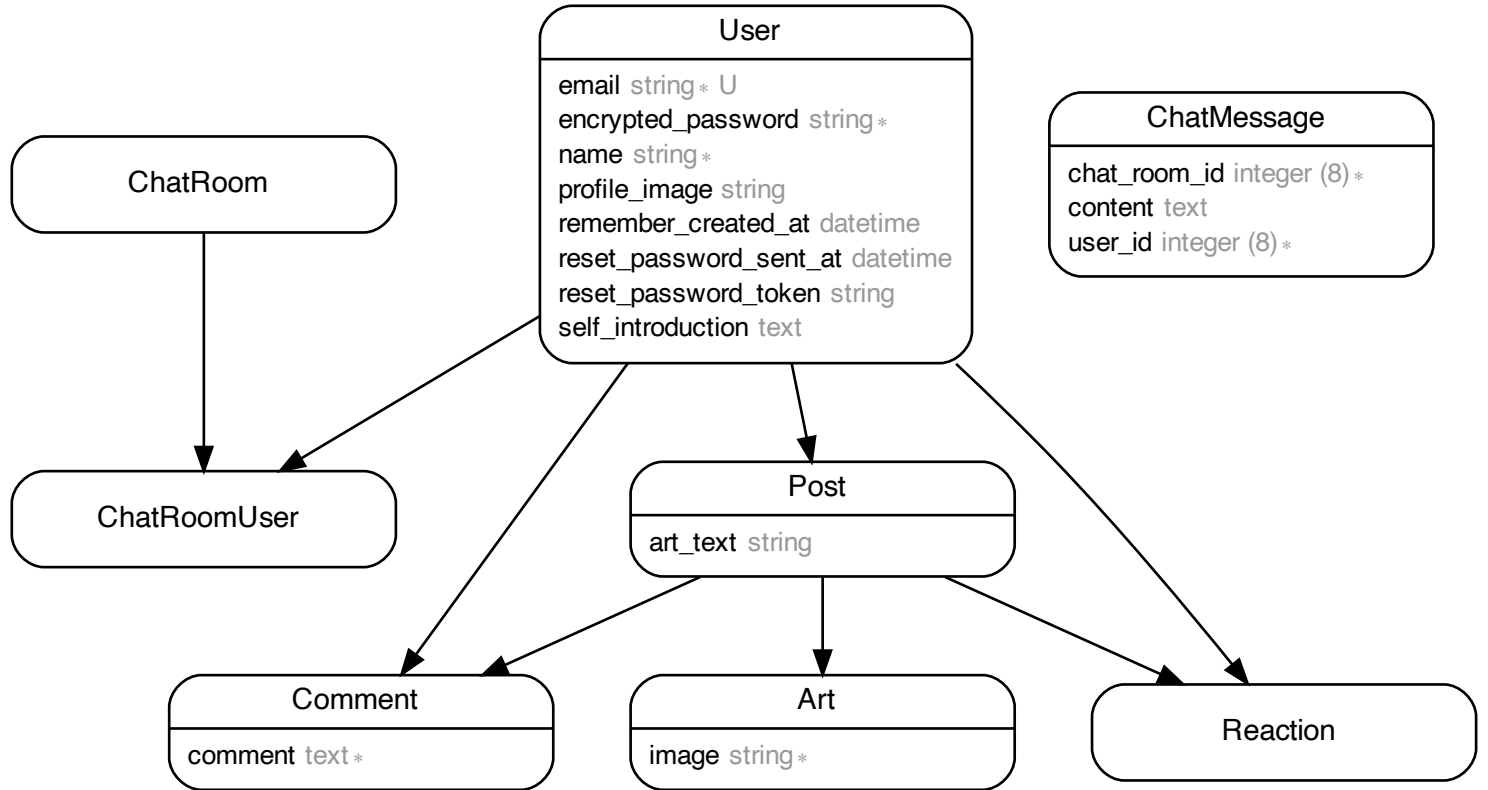 User
email string* U
encrypted_password string*
name string*
profile_image string
remember_created_at datetime
reset_password_sent_at datetime
reset_password_token string
self_introduction text
ChatMessage
chat_room_id integer (8)*
content text
user_id integer (8)*
ChatRoom
ChatRoomUser
Post
art_text string
Comment
comment text*
Art
image string*
Reaction